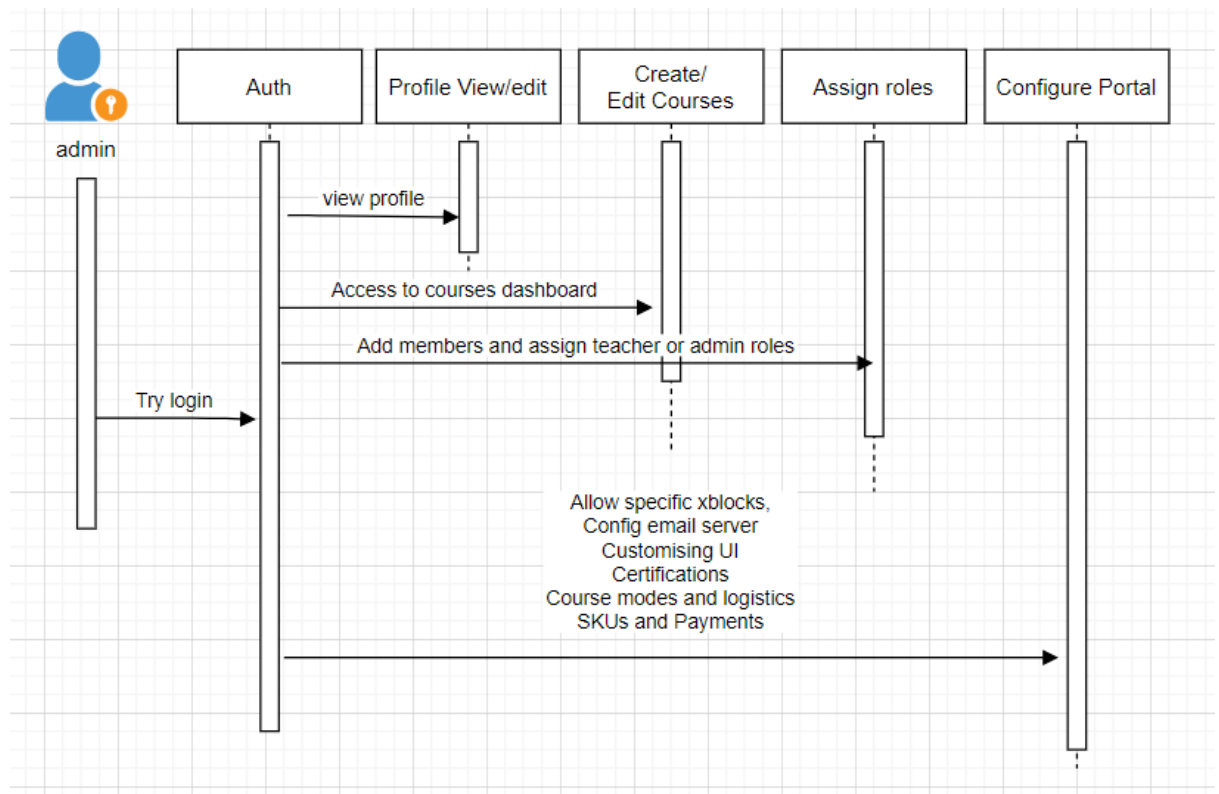 Auth
Profile View/edit
Create/
Edit Courses
Assign roles
Configure Portal
admin
view profile
Access to courses dashboard
Add members and assign teacher or admin roles
Try login
Allow specific xblocks,
Config email server
Customising UI
Certifications
Course modes and logistics
SKUs and Payments